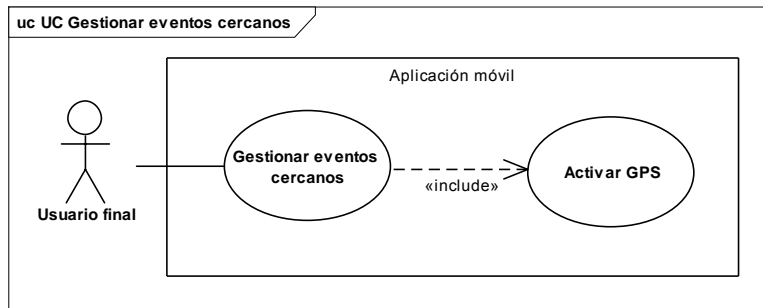 uc UC Gestionar eventos cercanos
Aplicación móvil
Usuario final
Gestionar eventos
cercanos
«include»
Activar GPS